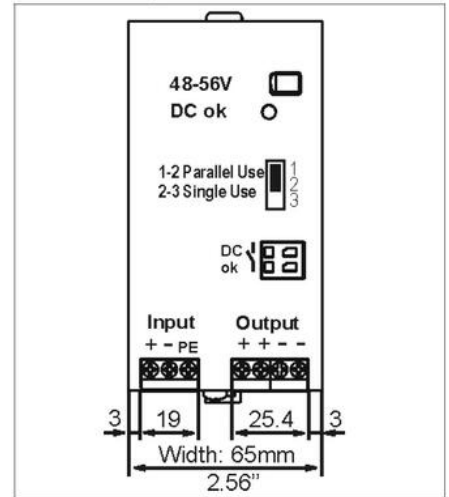 48-56V
DC ok
1-2 Parallel Use
2-3 Single Use
1
2
3
DC
ok
Input
Output
+ - PE
+ + - -
3
19
25.4
3
Width: 65mm
2.56"